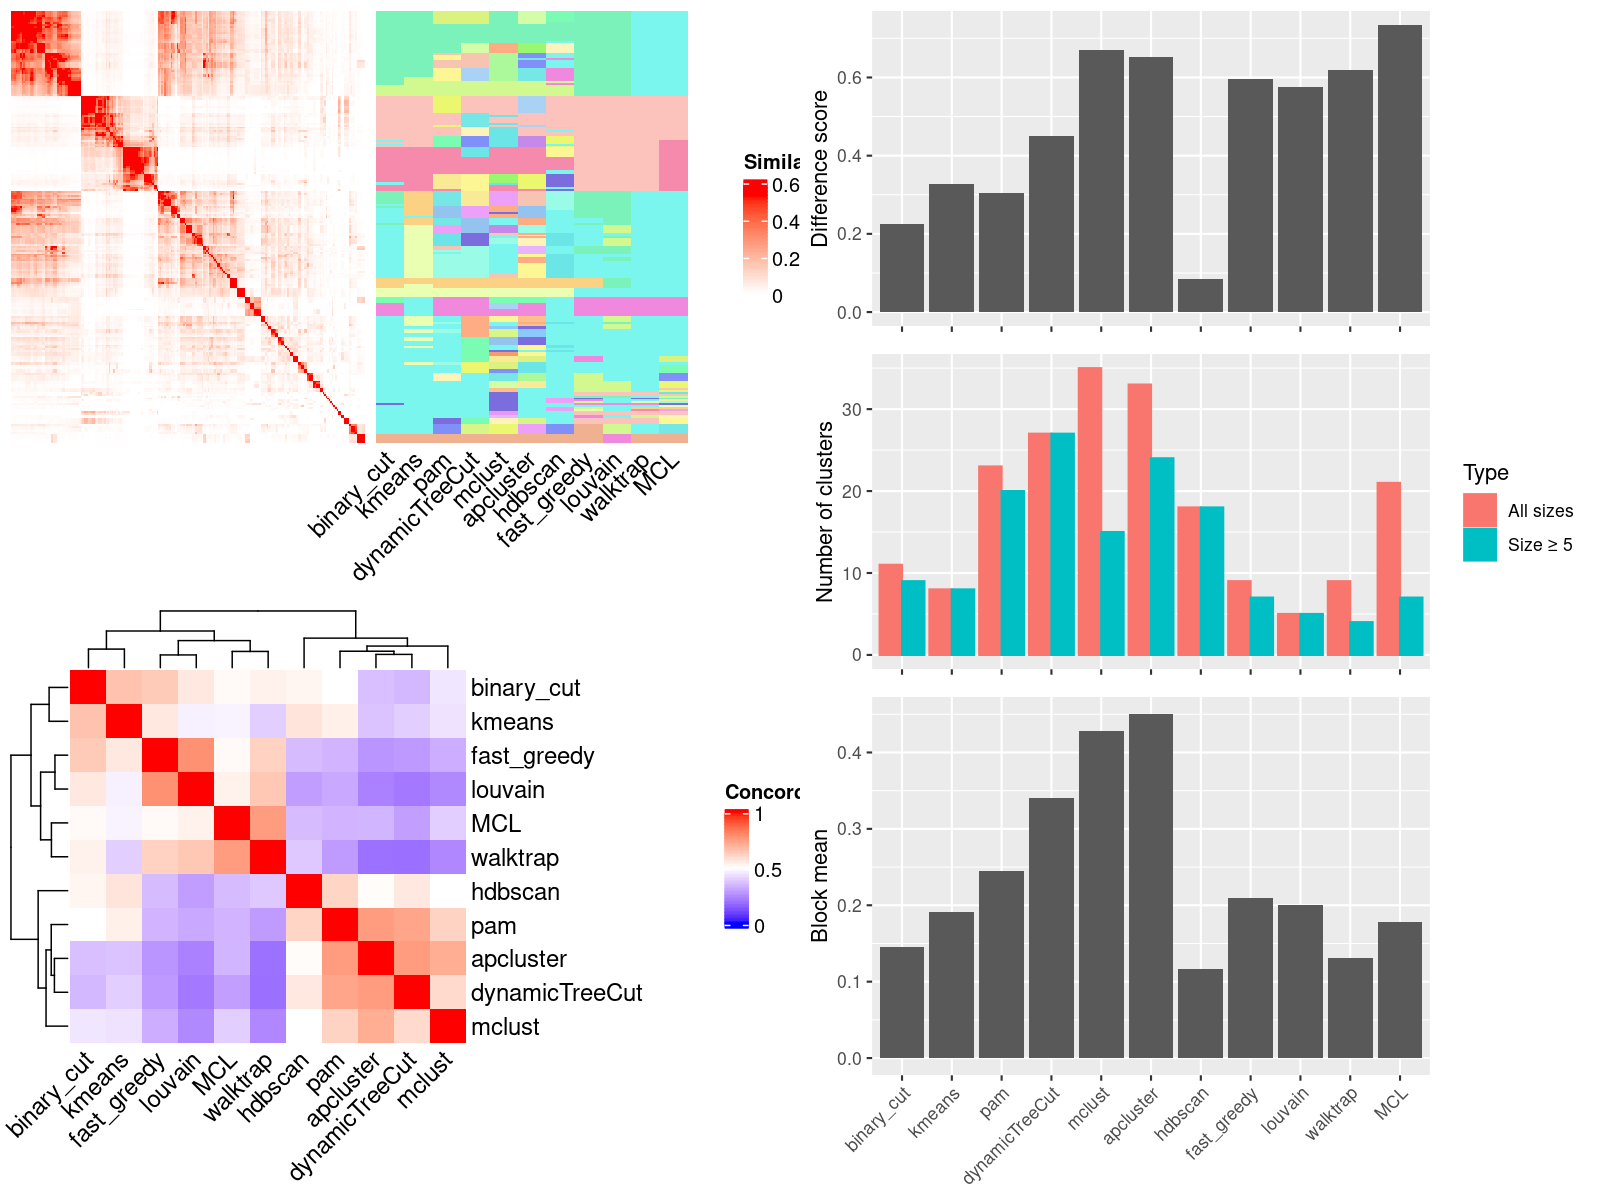 Simila
0.6
0.4
0.2
0
binary_cut
kmeans
pam
dynamicTreeCut
mclust
apcluster
hdbscan
fast_greedy
louvain
walktrap
MCL
Difference score
0.6
0.4
0.2
0.0
Number of clusters
30
20
10
0
Type
All sizes
Size ≥ 5
binary_cut
kmeans
fast_greedy
louvain
MCL
walktrap
hdbscan
pam
apcluster
dynamicTreeCut
mclust
binary_cut
kmeans
fast_greedy
louvain
MCL
walktrap
hdbscan
pam
apcluster
dynamicTreeCut
mclust
Concord
1
0.5
0
Block mean
0.4
0.3
0.2
0.1
0.0
binary_cut
kmeans
pam
dynamicTreeCut
mclust
apcluster
hdbscan
fast_greedy
louvain
walktrap
MCL